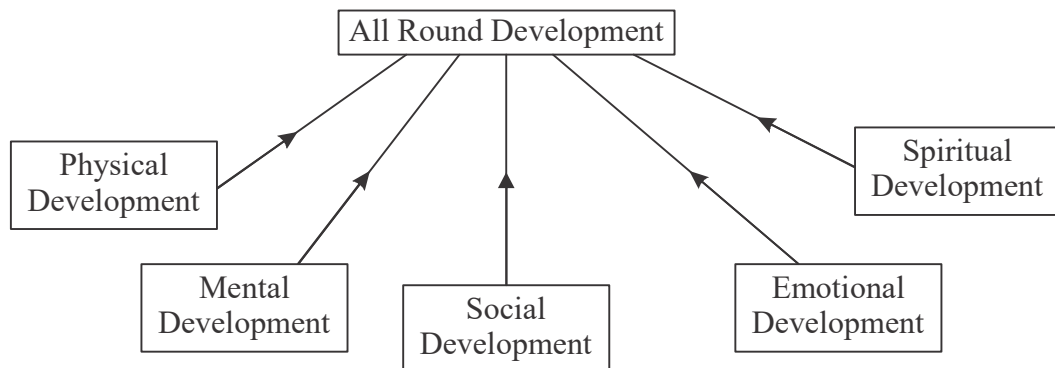 All Round Development
Physical
Development
Mental
Development
Social
Development
Emotional
Development
Spiritual
Development